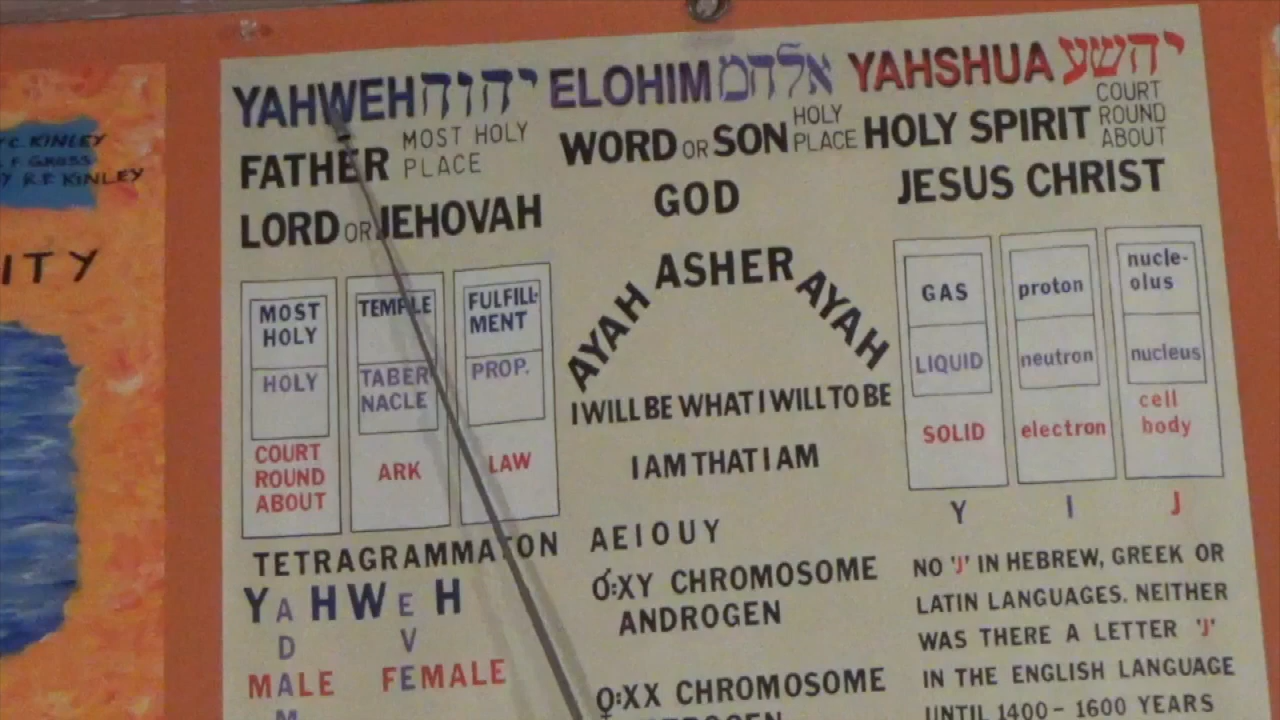 C. KINLEY
F. GROSS
Y R.F. KINLEY
ITY
YAHWEH יהוה ELOHIM אלהמ YAHSHUA יהשע
FATHER MOST HOLY PLACE
WORD OR SON HOLY PLACE
HOLY SPIRIT COURT ROUND ABOUT
LORD OR JEHOVAH
GOD
JESUS CHRIST
MOST HOLY
HOLY
COURT ROUND ABOUT
TEMPLE
TABER NACLE
ARK
FULFILL- MENT
PROP.
LAW
AYAH ASHER AYAH
I WILL BE WHAT I WILL TO BE
I AM THAT I AM
GAS
LIQUID
SOLID
proton
neutron
electron
nucle- olus
nucleus
cell body
Y I J
TETRAGRAMMATON
YAHWEH
ADAM
EVE
MALE FEMALE
A E I O U Y
♂:XY CHROMOSOME
ANDROGEN
♀:XX CHROMOSOME
NO 'J' IN HEBREW, GREEK OR
LATIN LANGUAGES. NEITHER
WAS THERE A LETTER 'J'
IN THE ENGLISH LANGUAGE
UNTIL 1400 - 1600 YEARS